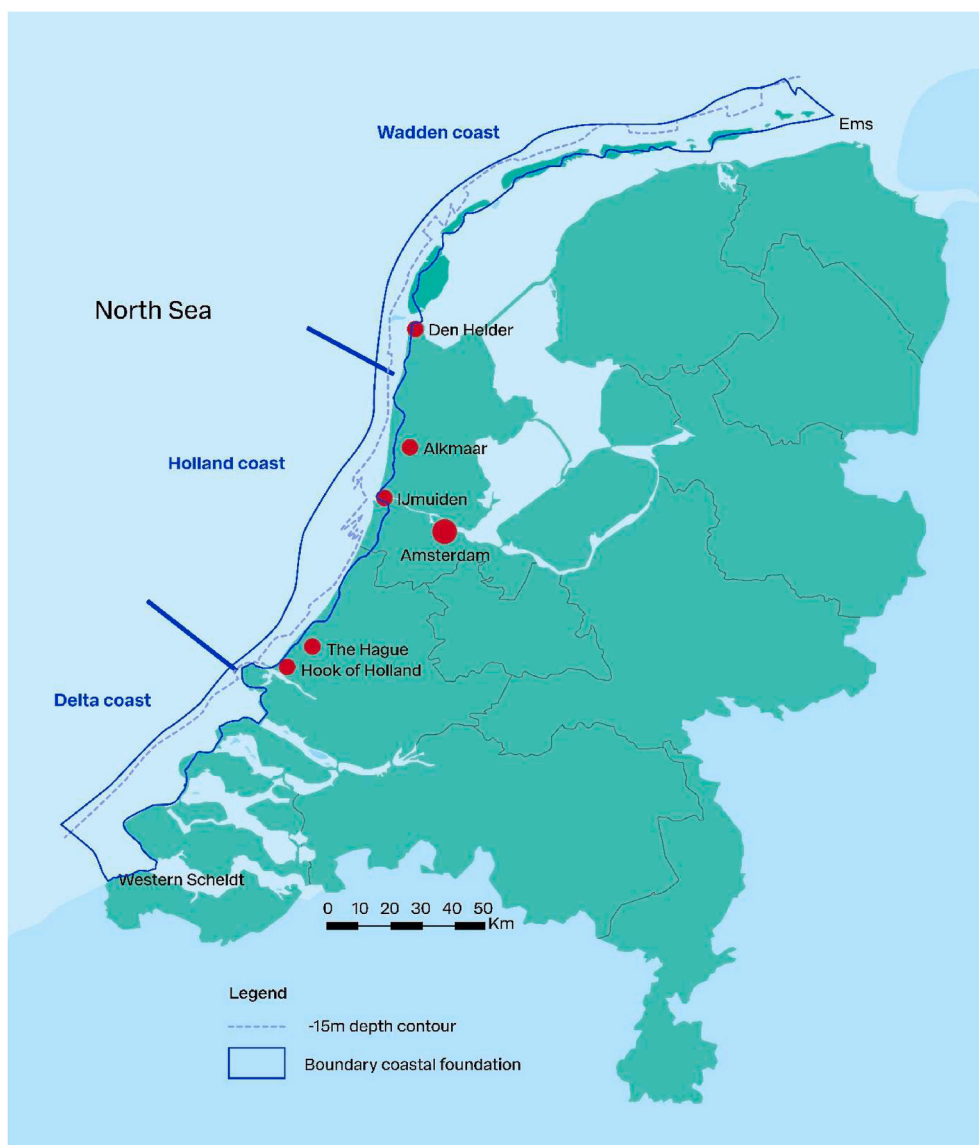 Wadden coast
Ems
North Sea
Den Helder
Alkmaar
Holland coast
IJmuiden
Amsterdam
The Hague
Hook of Holland
Delta coast
Western Scheldt
0 10 20 30 40 50
Km
Legend
-15m depth contour
Boundary coastal foundation